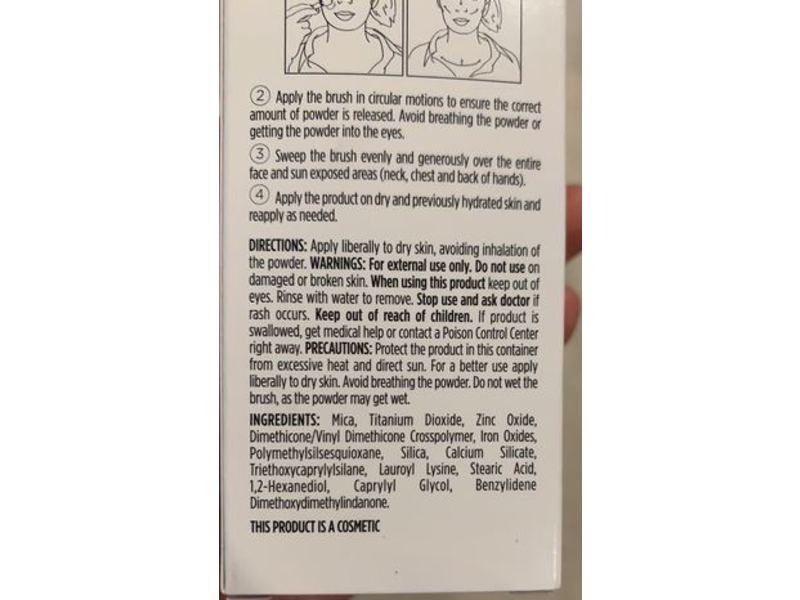 ② Apply the brush in circular motions to ensure the correct
amount of powder is released. Avoid breathing the powder or
getting the powder into the eyes.
③ Sweep the brush evenly and generously over the entire
face and sun exposed areas (neck, chest and back of hands).
④ Apply the product on dry and previously hydrated skin and
reapply as needed.
DIRECTIONS: Apply liberally to dry skin, avoiding inhalation of
the powder. WARNINGS: For external use only. Do not use on
damaged or broken skin. When using this product keep out of
eyes. Rinse with water to remove. Stop use and ask doctor if
rash occurs. Keep out of reach of children. If product is
swallowed, get medical help or contact a Poison Control Center
right away. PRECAUTIONS: Protect the product in this container
from excessive heat and direct sun. For a better use apply
liberally to dry skin. Avoid breathing the powder. Do not wet the
brush, as the powder may get wet.
INGREDIENTS: Mica, Titanium Dioxide, Zinc Oxide,
Dimethicone/Vinyl Dimethicone Crosspolymer, Iron Oxides,
Polymethylsilsesquioxane, Silica, Calcium Silicate,
Triethoxycaprylylsilane, Lauroyl Lysine, Stearic Acid,
1,2-Hexanediol, Caprylyl Glycol, Benzylidene
Dimethoxydimethylindanone.
THIS PRODUCT IS A COSMETIC